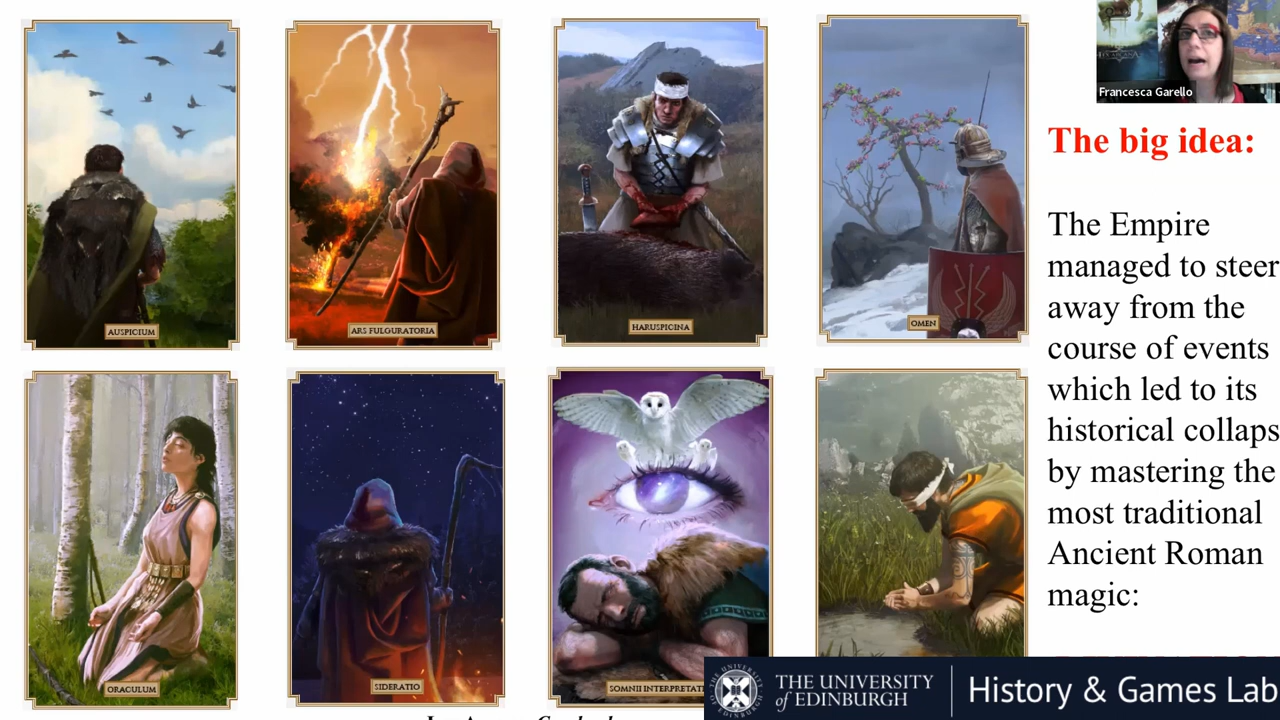 Francesca Garello
The big idea:
The Empire
managed to steer
away from the
course of events
which led to its
historical collaps
by mastering the
most traditional
Ancient Roman
magic:
AUSPICIUM
ARS FULGURATORIA
HARUSPICINA
OMEN
ORACULUM
SIDERATIO
SOMNII INTERPRETATI
THE UNIVERSITY
of EDINBURGH
History & Games Lab